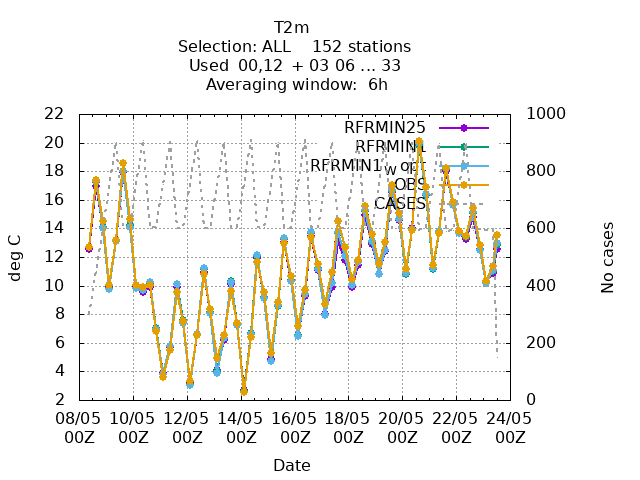 T2m
Selection: ALL    152 stations
Used  00,12  + 03 06 ... 33
Averaging window:  6h
22
20
18
16
14
12
10
8
6
4
2
deg C
1000
800
600
400
200
0
No cases
RFRMIN25
RFRMIN1
RFRMIN1_w_opt
OBS
CASES
08/05 10/05 12/05 14/05 16/05 18/05 20/05 22/05 24/05
00Z 00Z 00Z 00Z 00Z 00Z 00Z 00Z 00Z
Date